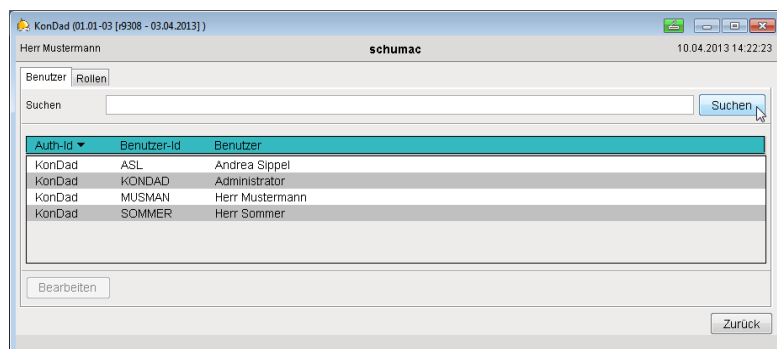 KonDad (01.01-03 [r9308 - 03.04.2013] )
Herr Mustermann schumac 10.04.2013 14:22:23
Benutzer Rollen
Suchen Suchen
Auth-Id Benutzer-Id Benutzer
KonDad ASL Andrea Sippel
KonDad KONDAD Administrator
KonDad MUSMAN Herr Mustermann
KonDad SOMMER Herr Sommer
Bearbeiten
Zurück